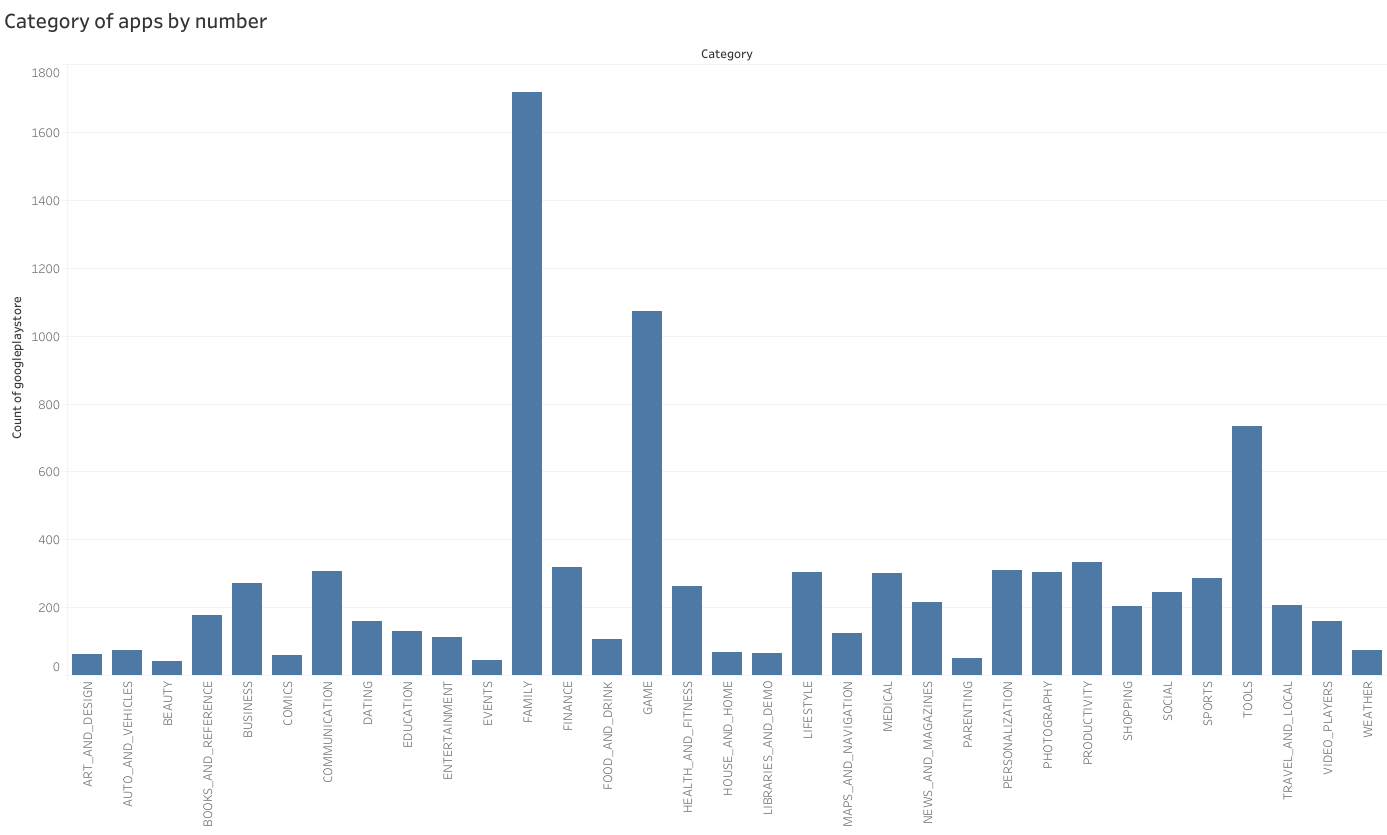 Category of apps by number
Category
Count of googleplaystore
1800
1600
1400
1200
1000
800
600
400
200
0
ART_AND_DESIGN
AUTO_AND_VEHICLES
BEAUTY
BOOKS_AND_REFERENCE
BUSINESS
COMICS
COMMUNICATION
DATING
EDUCATION
ENTERTAINMENT
EVENTS
FAMILY
FINANCE
FOOD_AND_DRINK
GAME
HEALTH_AND_FITNESS
HOUSE_AND_HOME
LIBRARIES_AND_DEMO
LIFESTYLE
MAPS_AND_NAVIGATION
MEDICAL
NEWS_AND_MAGAZINES
PARENTING
PERSONALIZATION
PHOTOGRAPHY
PRODUCTIVITY
SHOPPING
SOCIAL
SPORTS
TOOLS
TRAVEL_AND_LOCAL
VIDEO_PLAYERS
WEATHER